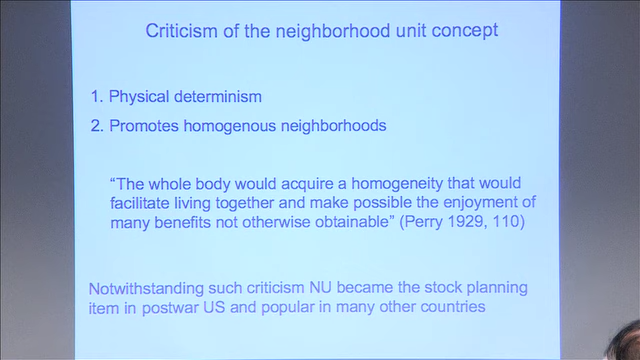 Criticism of the neighborhood unit concept
1. Physical determinism
2. Promotes homogenous neighborhoods
“The whole body would acquire a homogeneity that would
facilitate living together and make possible the enjoyment of
many benefits not otherwise obtainable” (Perry 1929, 110)
Notwithstanding such criticism NU became the stock planning
item in postwar US and popular in many other countries